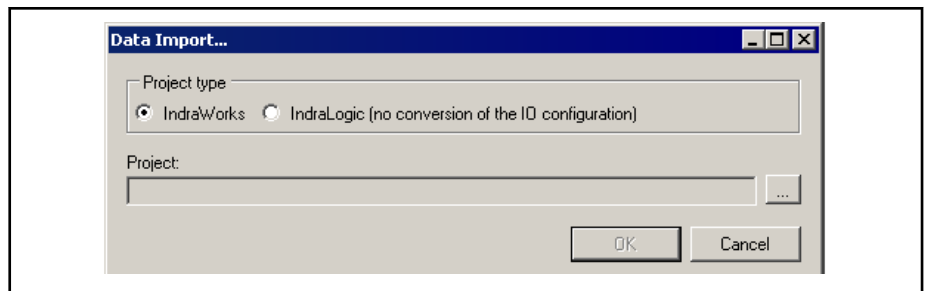 Data Import...
Project type
IndraWorks IndraLogic (no conversion of the IO configuration)
Project:
...
OK Cancel